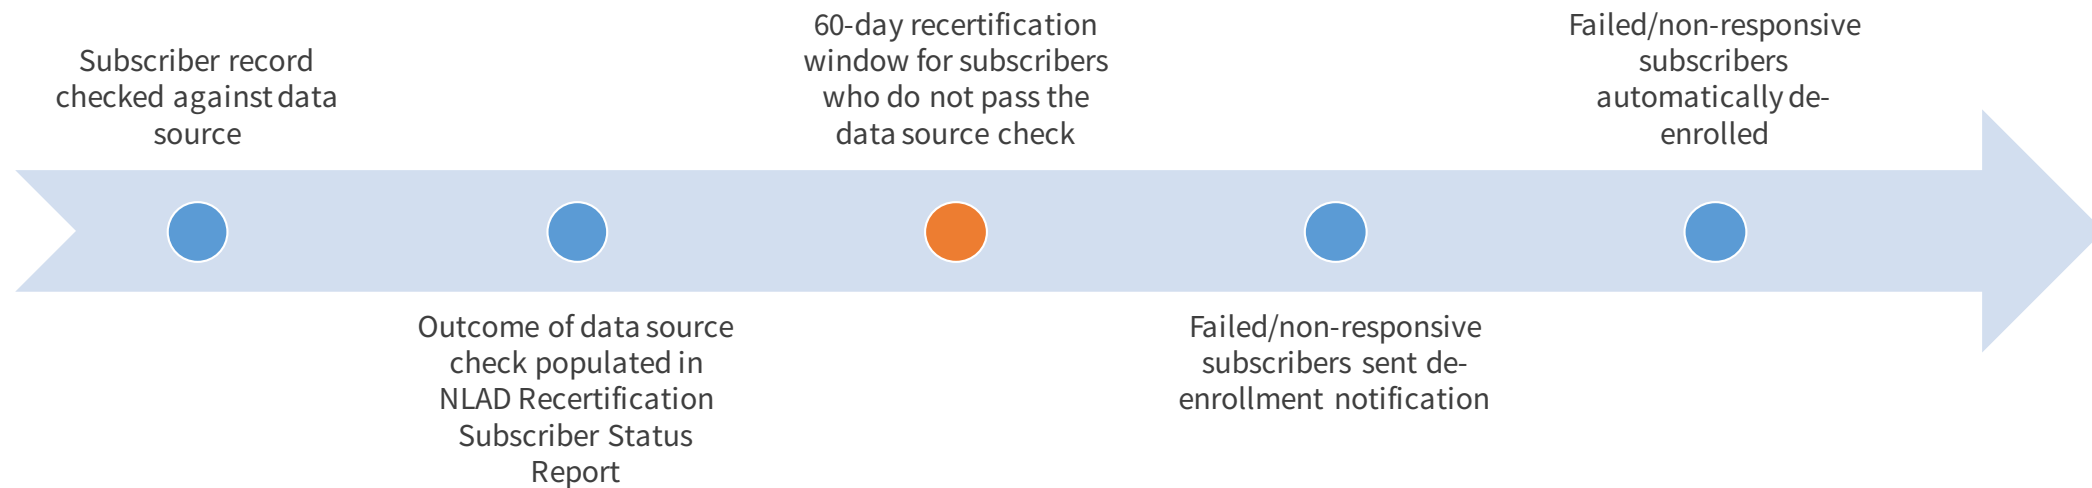 Subscriber record
checked against data
source
Outcome of data source
check populated in
NLAD Recertification
Subscriber Status
Report
60-day recertification
window for subscribers
who do not pass the
data source check
Failed/non-responsive
subscribers sent de-
enrollment notification
Failed/non-responsive
subscribers
automatically de-
enrolled